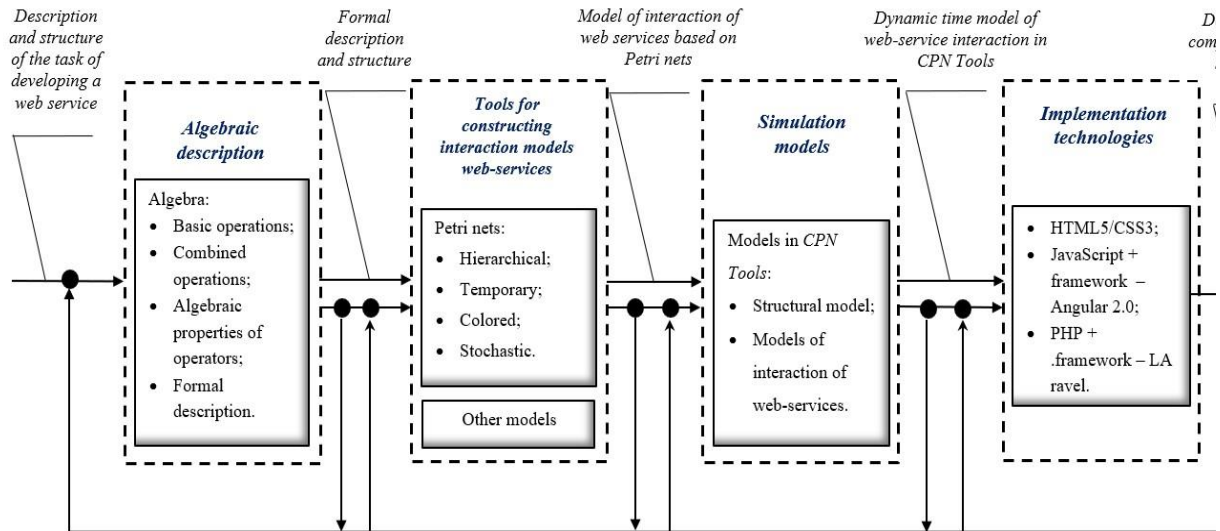 Description
and structure
of the task of
developing a
web service
Formal
description
and structure
Model of interaction of
web services based on
Petri nets
Dynamic time model of
web-service interaction in
CPN Tools
Algebraic
description
Algebra:
• Basic operations;
• Combined
operations;
• Algebraic
properties of
operators;
• Formal
description.
Tools for
constructing
interaction models
web-services
Petri nets:
• Hierarchical;
• Temporary;
• Colored;
• Stochastic.
Other models
Simulation
models
Models in CPN
Tools:
• Structural model;
• Models of
interaction of
web-services.
Implementation
technologies
• HTML5/CSS3;
• JavaScript +
framework –
Angular 2.0;
• PHP +
.framework – LA
ravel.